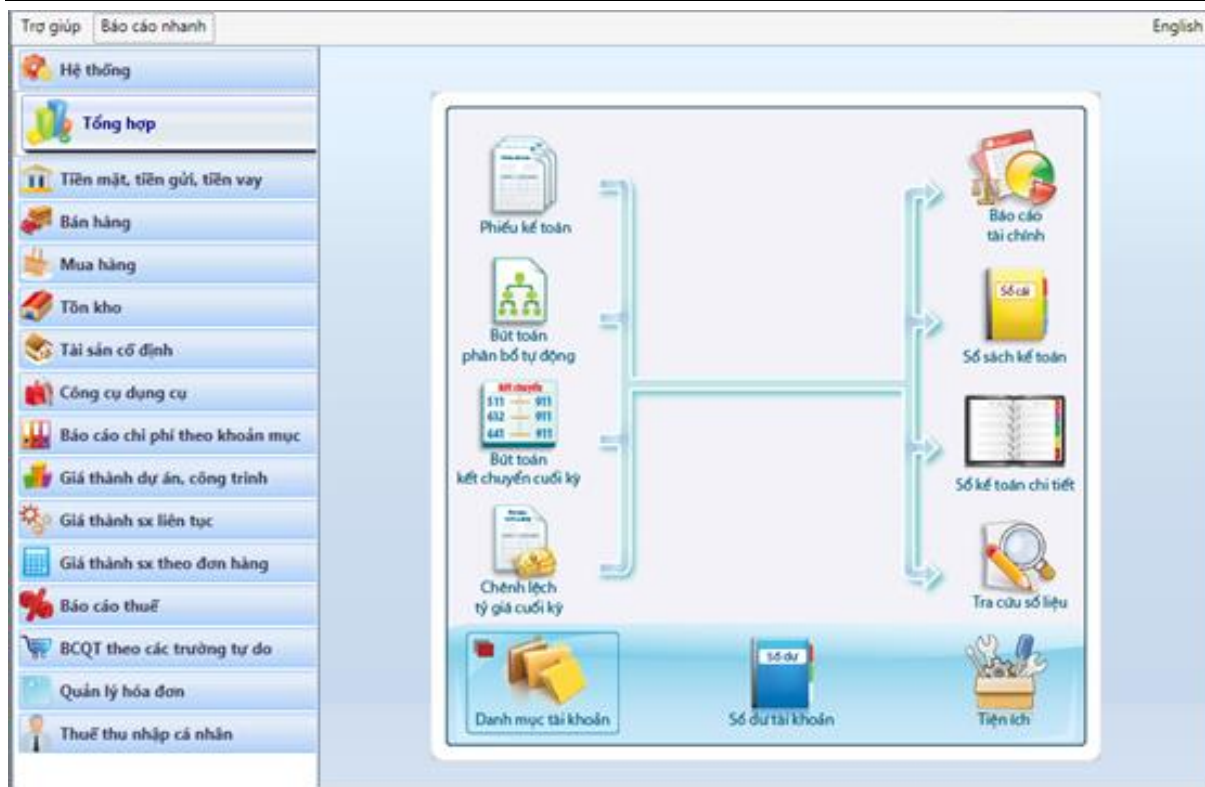 Trợ giúp Báo cáo nhanh English
Hệ thống
Tổng hợp
Tiền mặt, tiền gửi, tiền vay
Bán hàng
Mua hàng
Tồn kho
Tài sản cố định
Công cụ dụng cụ
Báo cáo chi phí theo khoản mục
Giá thành dự án, công trình
Giá thành sx liên tục
Giá thành sx theo đơn hàng
Báo cáo thuế
BCQT theo các trường tự do
Quản lý hóa đơn
Thuế thu nhập cá nhân
Phiếu kế toán
Bút toán
phân bổ tự động
Kết chuyển
511 911
632 911
641 911
Bút toán
kết chuyển cuối kỳ
Chênh lệch
tỷ giá cuối kỳ
Báo cáo
tài chính
Sổ cái
Sổ sách kế toán
Sổ kế toán chi tiết
Tra cứu số liệu
Danh mục tài khoản
Số dư
Số dư tài khoản
Tiện ích